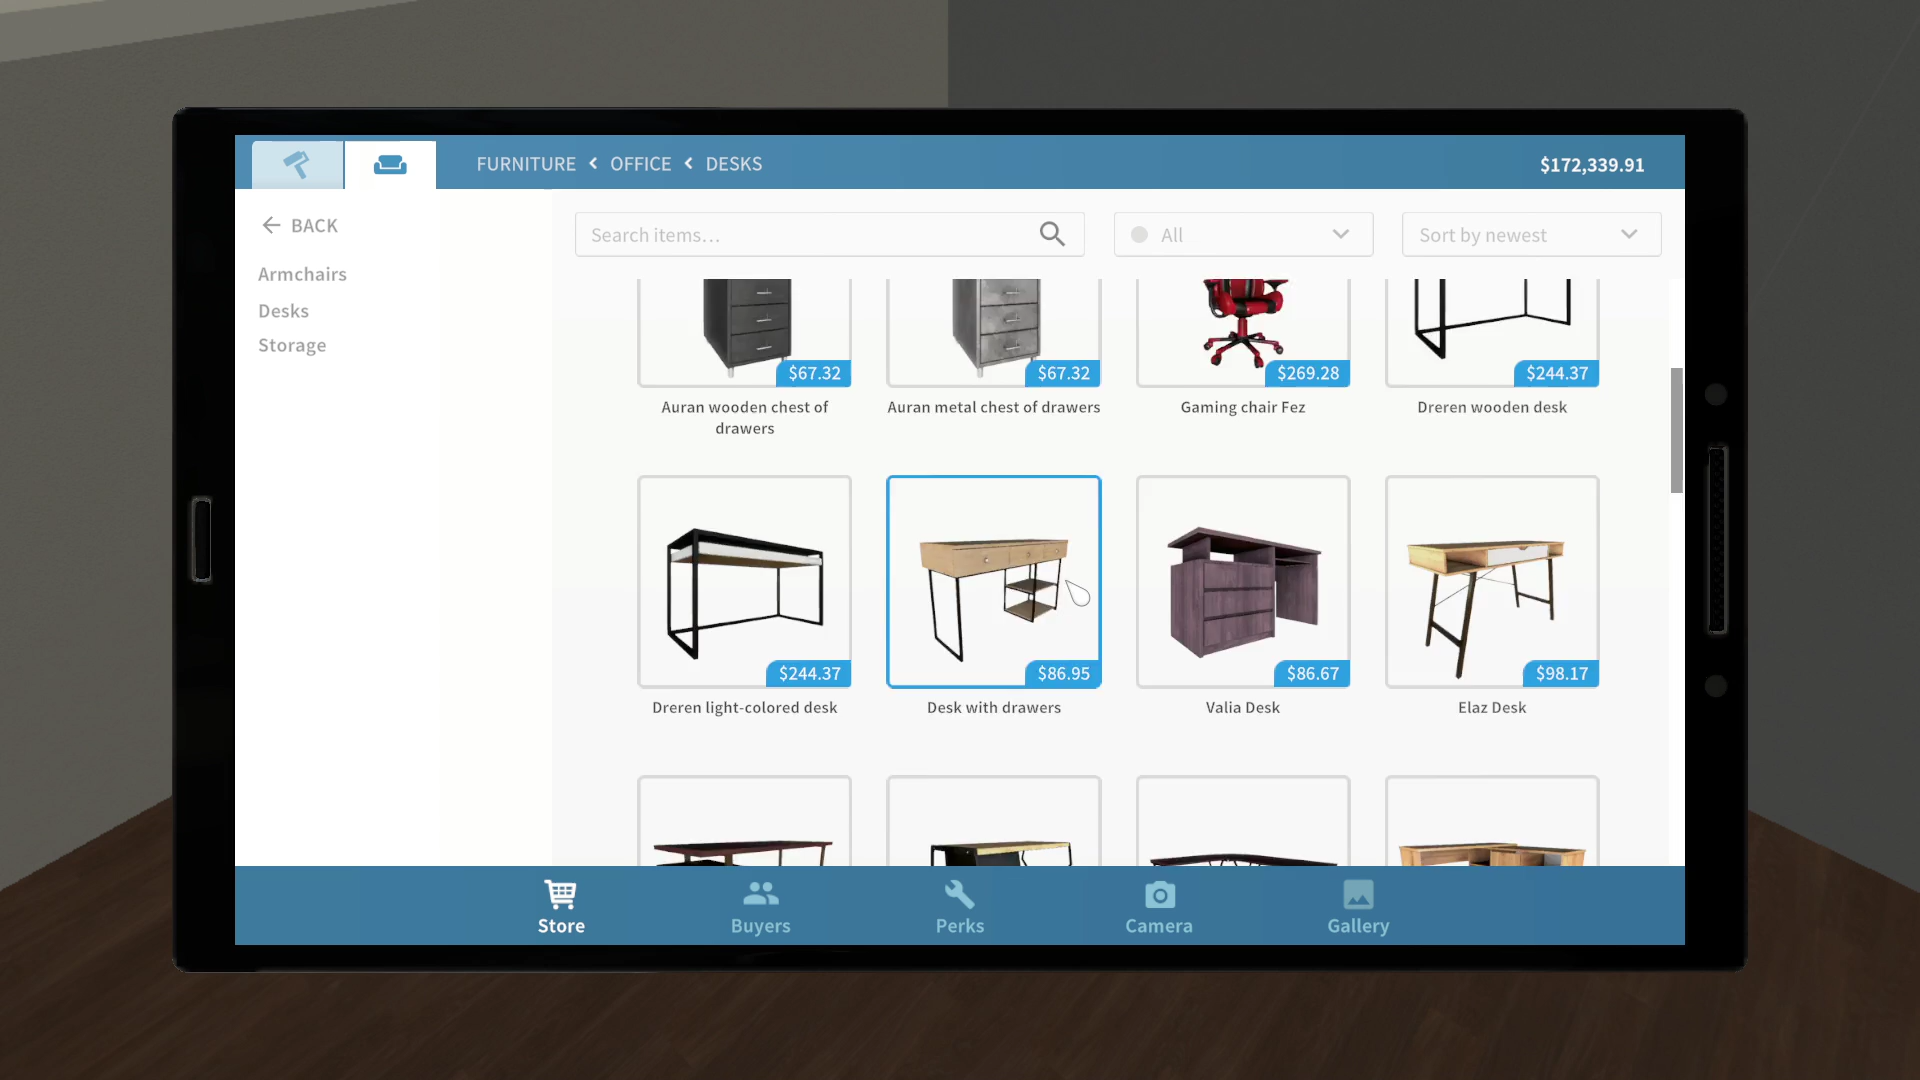 FURNITURE < OFFICE < DESKS
$172,339.91
BACK
Search items...
All
Sort by newest
Armchairs
Desks
Storage
$67.32
$67.32
$269.28
$244.37
Auran wooden chest of
drawers
Auran metal chest of drawers
Gaming chair Fez
Dreren wooden desk
$244.37
$86.95
$86.67
$98.17
Dreren light-colored desk
Desk with drawers
Valia Desk
Elaz Desk
Store
Buyers
Perks
Camera
Gallery